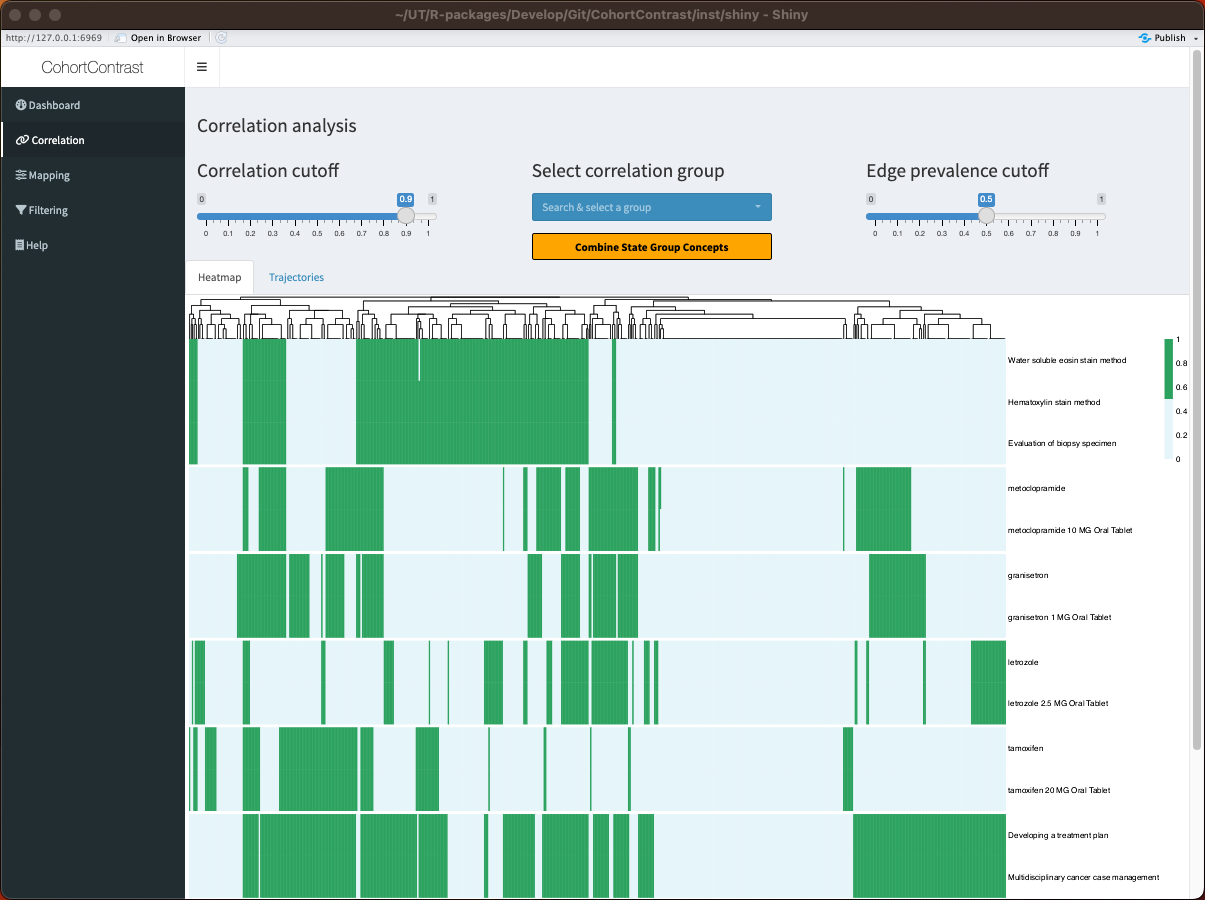 ~/UT/R-packages/Develop/Git/CohortContrast/inst/shiny - Shiny
http://127.0.0.1:6969 Open in Browser Publish
CohortContrast
Dashboard
Correlation
Mapping
Filtering
Help
Correlation analysis
Correlation cutoff
0 0.9 1
0 0.1 0.2 0.3 0.4 0.5 0.6 0.7 0.8 0.9 1
Select correlation group
Search & select a group
Combine State Group Concepts
Edge prevalence cutoff
0 0.5 1
0 0.1 0.2 0.3 0.4 0.5 0.6 0.7 0.8 0.9 1
Heatmap Trajectories
Water soluble eosin stain method
Hematoxylin stain method
Evaluation of biopsy specimen
metoclopramide
metoclopramide 10 MG Oral Tablet
granisetron
granisetron 1 MG Oral Tablet
letrozole
letrozole 2.5 MG Oral Tablet
tamoxifen
tamoxifen 20 MG Oral Tablet
Developing a treatment plan
Multidisciplinary cancer case management
1
0.8
0.6
0.4
0.2
0